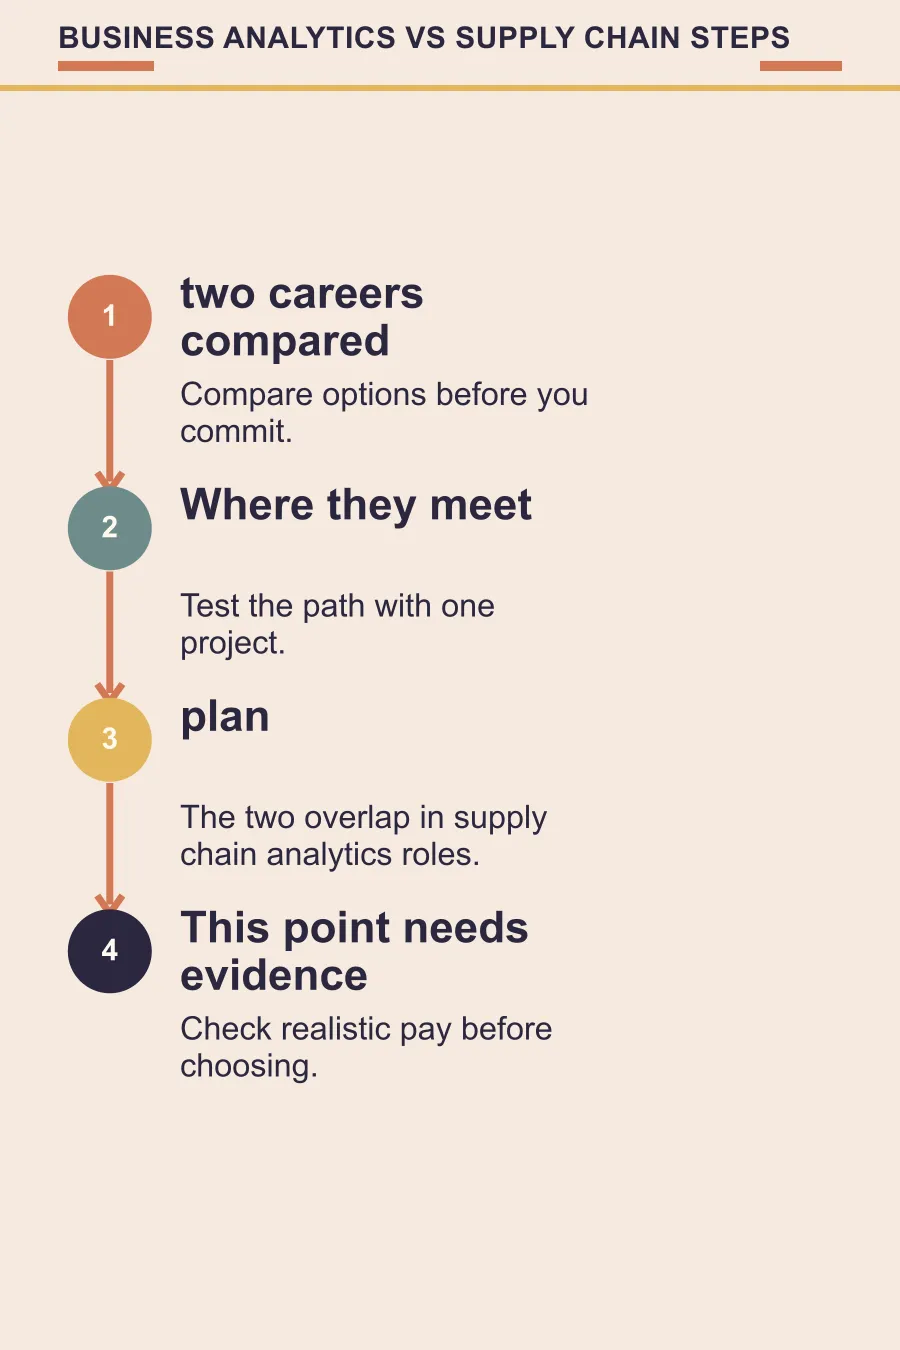 BUSINESS ANALYTICS VS SUPPLY CHAIN STEPS
1
two careers
compared
Compare options before you
commit.
2
Where they meet
Test the path with one
project.
3
plan
The two overlap in supply
chain analytics roles.
4
This point needs
evidence
Check realistic pay before
choosing.